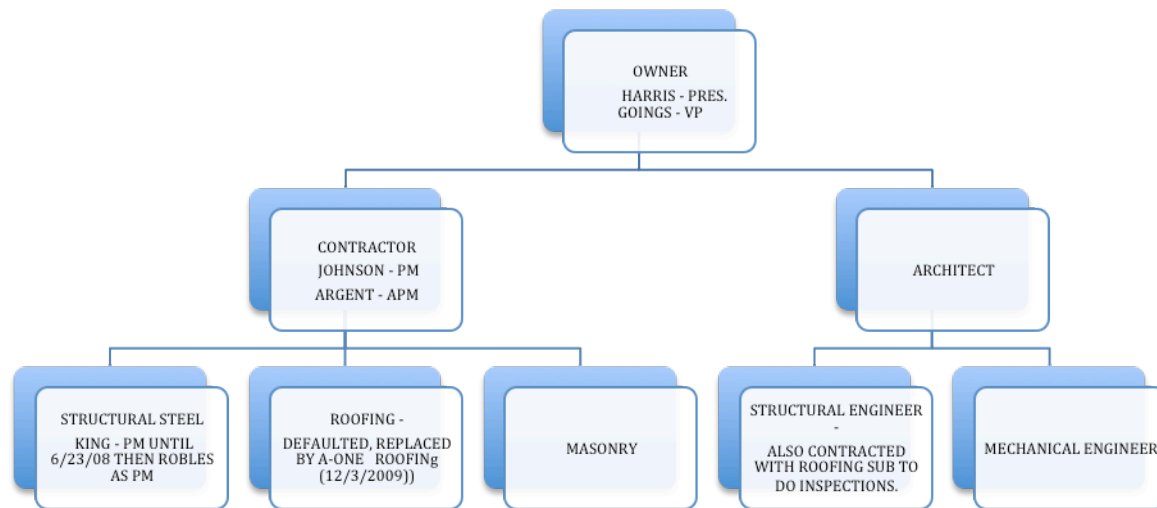 OWNER
HARRIS - PRES.
GOINGS - VP
CONTRACTOR
JOHNSON - PM
ARGENT - APM
ARCHITECT
STRUCTURAL STEEL
KING - PM UNTIL
6/23/08 THEN ROBLES
AS PM
ROOFING -
DEFAULTED, REPLACED
BY A-ONE ROOFINg
(12/3/2009))
MASONRY
STRUCTURAL ENGINEER
-
ALSO CONTRACTED
WITH ROOFING SUB TO
DO INSPECTIONS.
MECHANICAL ENGINEER